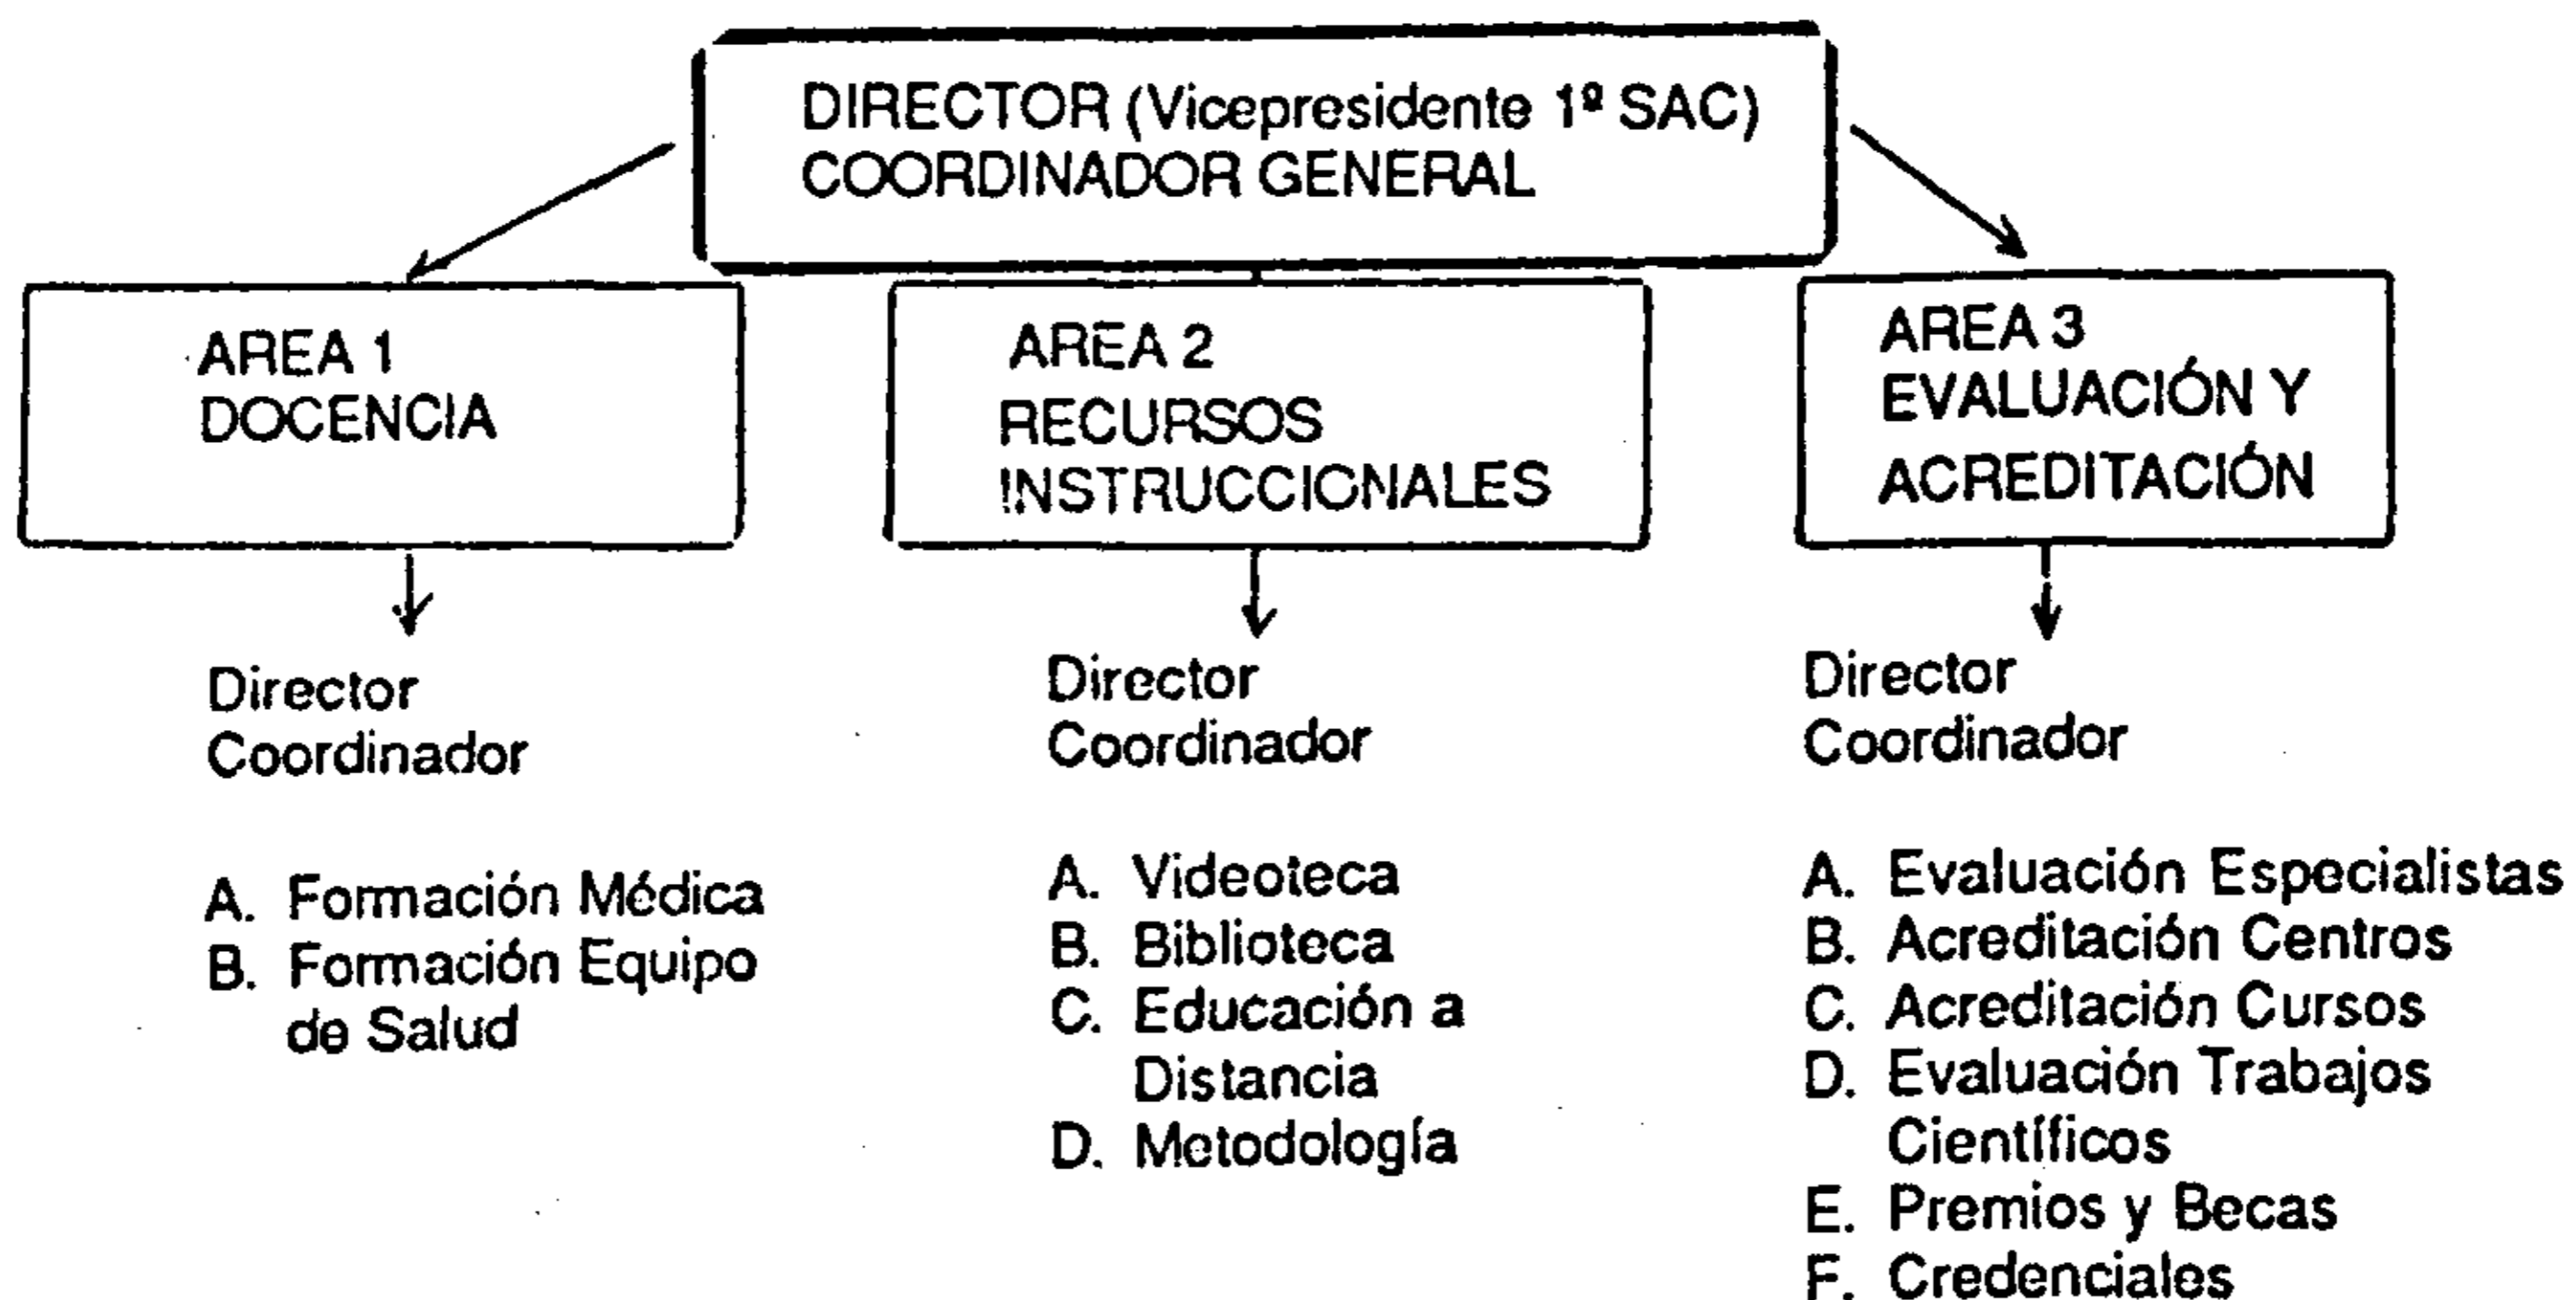 DIRECTOR (Vicepresidente 1º SAC)
COORDINADOR GENERAL
AREA 1
DOCENCIA
AREA 2
RECURSOS
INSTRUCCIONALES
AREA 3
EVALUACIÓN Y
ACREDITACIÓN
Director
Coordinador
A. Formación Médica
B. Formación Equipo
de Salud
Director
Coordinador
A. Videoteca
B. Biblioteca
C. Educación a
Distancia
D. Metodología
Director
Coordinador
A. Evaluación Especialistas
B. Acreditación Centros
C. Acreditación Cursos
D. Evaluación Trabajos
Científicos
E. Premios y Becas
F. Credenciales